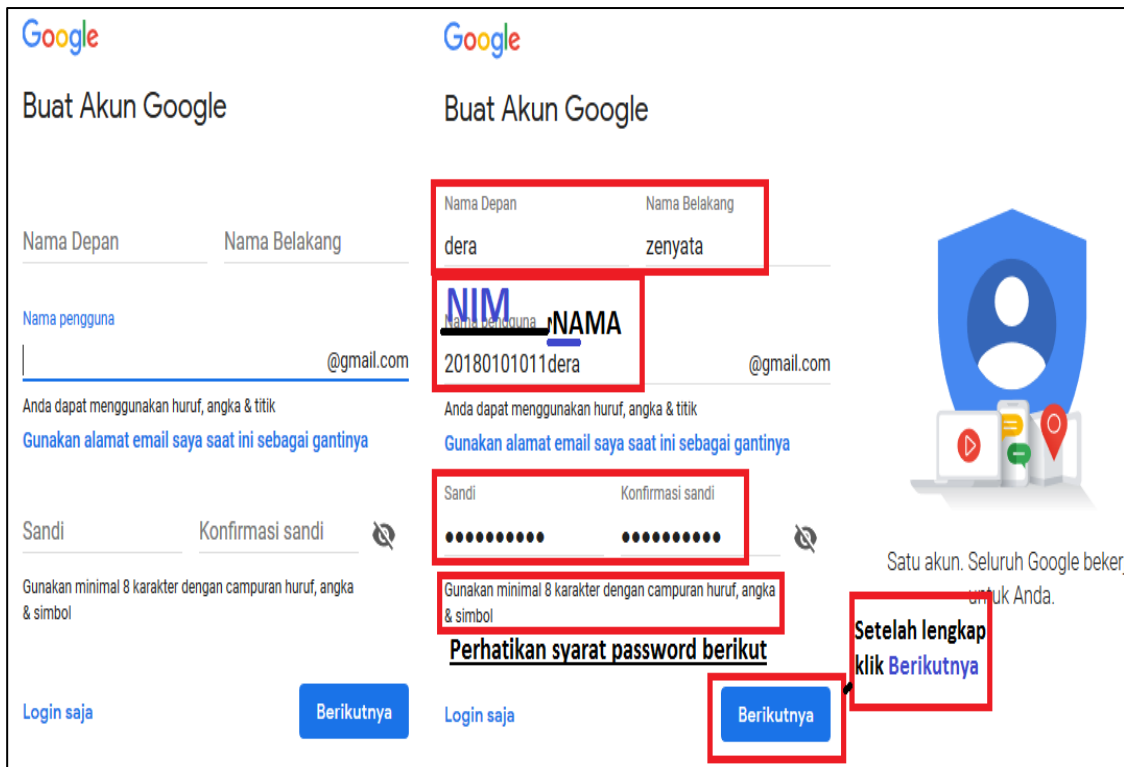 Google
Buat Akun Google
Nama Depan Nama Belakang
Nama pengguna
@gmail.com
Anda dapat menggunakan huruf, angka & titik
Gunakan alamat email saya saat ini sebagai gantinya
Sandi Konfirmasi sandi
Gunakan minimal 8 karakter dengan campuran huruf, angka
& simbol
Login saja Berikutnya
Google
Buat Akun Google
Nama Depan Nama Belakang
dera zenyata
NIM
Nama pengguna NAMA
20180101011dera @gmail.com
Anda dapat menggunakan huruf, angka & titik
Gunakan alamat email saya saat ini sebagai gantinya
Sandi Konfirmasi sandi
●●●●●●●●●● ●●●●●●●●●●
Gunakan minimal 8 karakter dengan campuran huruf, angka
& simbol
Perhatikan syarat password berikut
Login saja Berikutnya
Satu akun. Seluruh Google beker
untuk Anda.
Setelah lengkap
klik Berikutnya